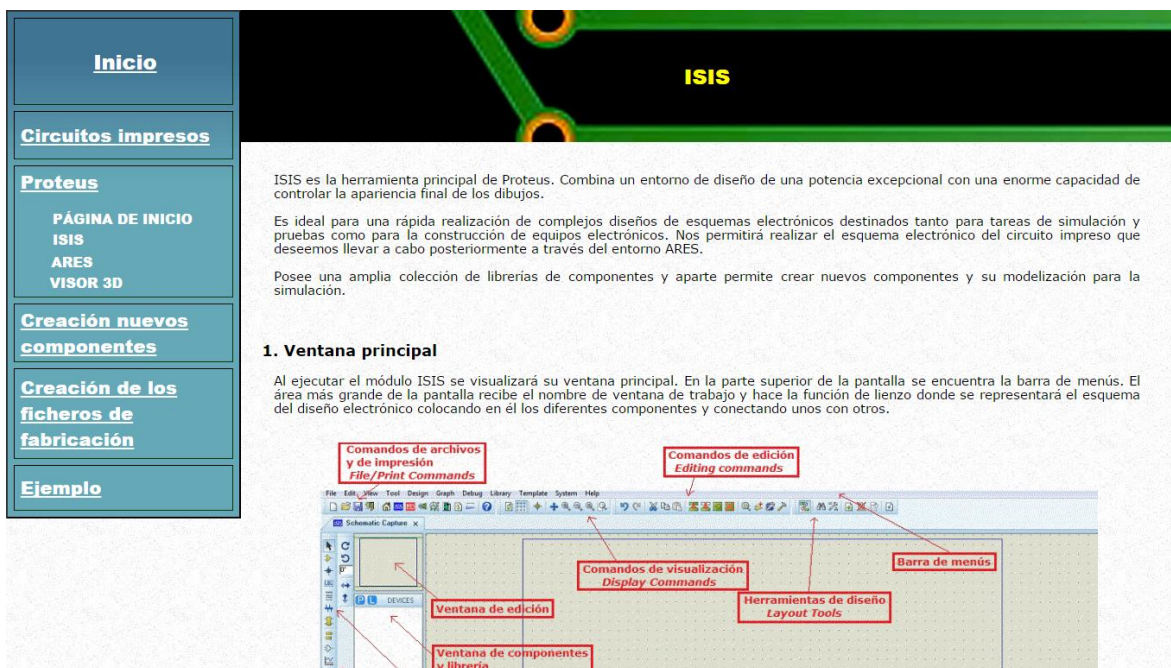 Inicio
Circuitos impresos
Proteus
PÁGINA DE INICIO
ISIS
ARES
VISOR 3D
Creación nuevos
componentes
Creación de los
ficheros de
fabricación
Ejemplo
ISIS
ISIS es la herramienta principal de Proteus. Combina un entorno de diseño de una potencia excepcional con una enorme capacidad de
controlar la apariencia final de los dibujos.
Es ideal para una rápida realización de complejos diseños de esquemas electrónicos destinados tanto para tareas de simulación y
pruebas como para la construcción de equipos electrónicos. Nos permitirá realizar el esquema electrónico del circuito impreso que
deseemos llevar a cabo posteriormente a través del entorno ARES.
Posee una amplia colección de librerías de componentes y aparte permite crear nuevos componentes y su modelización para la
simulación.
1. Ventana principal
Al ejecutar el módulo ISIS se visualizará su ventana principal. En la parte superior de la pantalla se encuentra la barra de menús. El
área más grande de la pantalla recibe el nombre de ventana de trabajo y hace la función de lienzo donde se representará el esquema
del diseño electrónico colocando en él los diferentes componentes y conectando unos con otros.
Comandos de archivos
y de impresión
File/Print Commands
Comandos de edición
Editing commands
File Edit View Tool Design Graph Debug Library Template System Help
Schematic Capture x
Comandos de visualización
Display Commands
Barra de menús
Herramientas de diseño
Layout Tools
P L DEVICES
Ventana de edición
Ventana de componentes
y librería